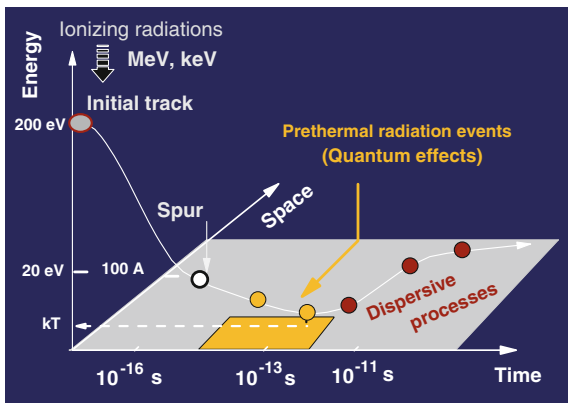 Ionizing radiations
MeV, keV
Energy
Initial track
200 eV
Prethermal radiation events
(Quantum effects)
Spur
Space
20 eV
100 A
Dispersive
processes
kT
10⁻¹⁶ s
10⁻¹³ s
10⁻¹¹ s
Time